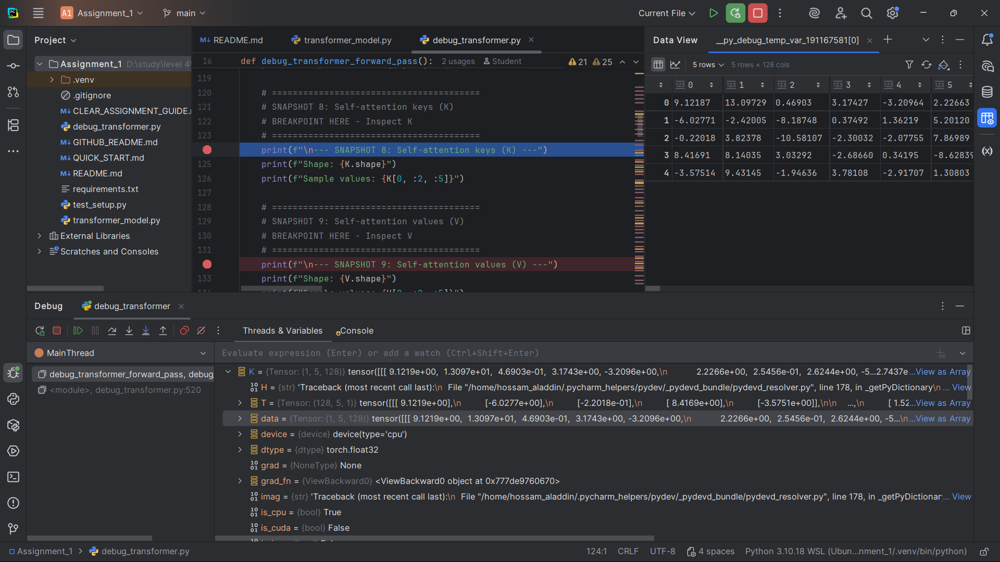 A1 Assignment_1 main Current File
Project
Assignment_1 D:\study\level 4\
.venv
.gitignore
CLEAR_ASSIGNMENT_GUIDE.
debug_transformer.py
GITHUB_README.md
QUICK_START.md
README.md
requirements.txt
test_setup.py
transformer_model.py
External Libraries
Scratches and Consoles
README.md transformer_model.py debug_transformer.py
16 def debug_transformer_forward_pass(): 2 usages Student 21 25
119
120 # ========================================
121 # SNAPSHOT 8: Self-attention keys (K)
122 # BREAKPOINT HERE - Inspect K
123 # ========================================
print(f"\n--- SNAPSHOT 8: Self-attention keys (K) ---")
125 print(f"Shape: {K.shape}")
126 print(f"Sample values: {K[0, :2, :5]}")
127
128 # ========================================
129 # SNAPSHOT 9: Self-attention values (V)
130 # BREAKPOINT HERE - Inspect V
131 # ========================================
print(f"\n--- SNAPSHOT 9: Self-attention values (V) ---")
133 print(f"Shape: {V.shape}")
Data View __py_debug_temp_var_191167581[0]
5 rows 5 rows × 128 cols
123 0 123 1 123 2 123 3 123 4 123 5
0 9.12187 13.09729 0.46903 3.17427 -3.20964 2.22663
1 -6.02771 -2.42005 -8.18748 0.37492 1.36219 5.20120
2 -0.22018 3.82378 -10.58107 -2.30032 -2.07755 7.86989
3 8.41691 8.14035 3.03292 -2.68660 0.34195 -8.62839
4 -3.57514 9.43145 -1.94636 3.78108 -2.91707 1.30803
Debug debug_transformer
Threads & Variables Console
MainThread
debug_transformer_forward_pass, debug_
<module>, debug_transformer.py:520
Evaluate expression (Enter) or add a watch (Ctrl+Shift+Enter)
K = {Tensor: (1, 5, 128)} tensor([[[ 9.1219e+00, 1.3097e+01, 4.6903e-01, 3.1743e+00, -3.2096e+00,\n 2.2266e+00, 2.5456e-01, 2.6244e+00, -5...2.7437e ...View as Array
H = {str} 'Traceback (most recent call last):\n File "/home/hossam_aladdin/.pycharm_helpers/pydev/_pydevd_bundle/pydevd_resolver.py", line 178, in _getPyDictionary\n ... View
T = {Tensor: (128, 5, 1)} tensor([[[ 9.1219e+00],\n [-6.0277e+00],\n [-2.2018e-01],\n [ 8.4169e+00],\n [-3.5751e+00]],\n\n ...,\n [ 1.52...View as Array
data = {Tensor: (1, 5, 128)} tensor([[[ 9.1219e+00, 1.3097e+01, 4.6903e-01, 3.1743e+00, -3.2096e+00,\n 2.2266e+00, 2.5456e-01, 2.6244e+00, -5...\n ...View as Array
device = {device} device(type='cpu')
dtype = {dtype} torch.float32
grad = {NoneType} None
grad_fn = {ViewBackward0} <ViewBackward0 object at 0x777de9760670>
imag = {str} 'Traceback (most recent call last):\n File "/home/hossam_aladdin/.pycharm_helpers/pydev/_pydevd_bundle/pydevd_resolver.py", line 178, in _getPyDictionar... View
is_cpu = {bool} True
is_cuda = {bool} False
Assignment_1 > debug_transformer.py 124:1 CRLF UTF-8 4 spaces Python 3.10.18 WSL (Ubun...nment_1/.venv/bin/python)